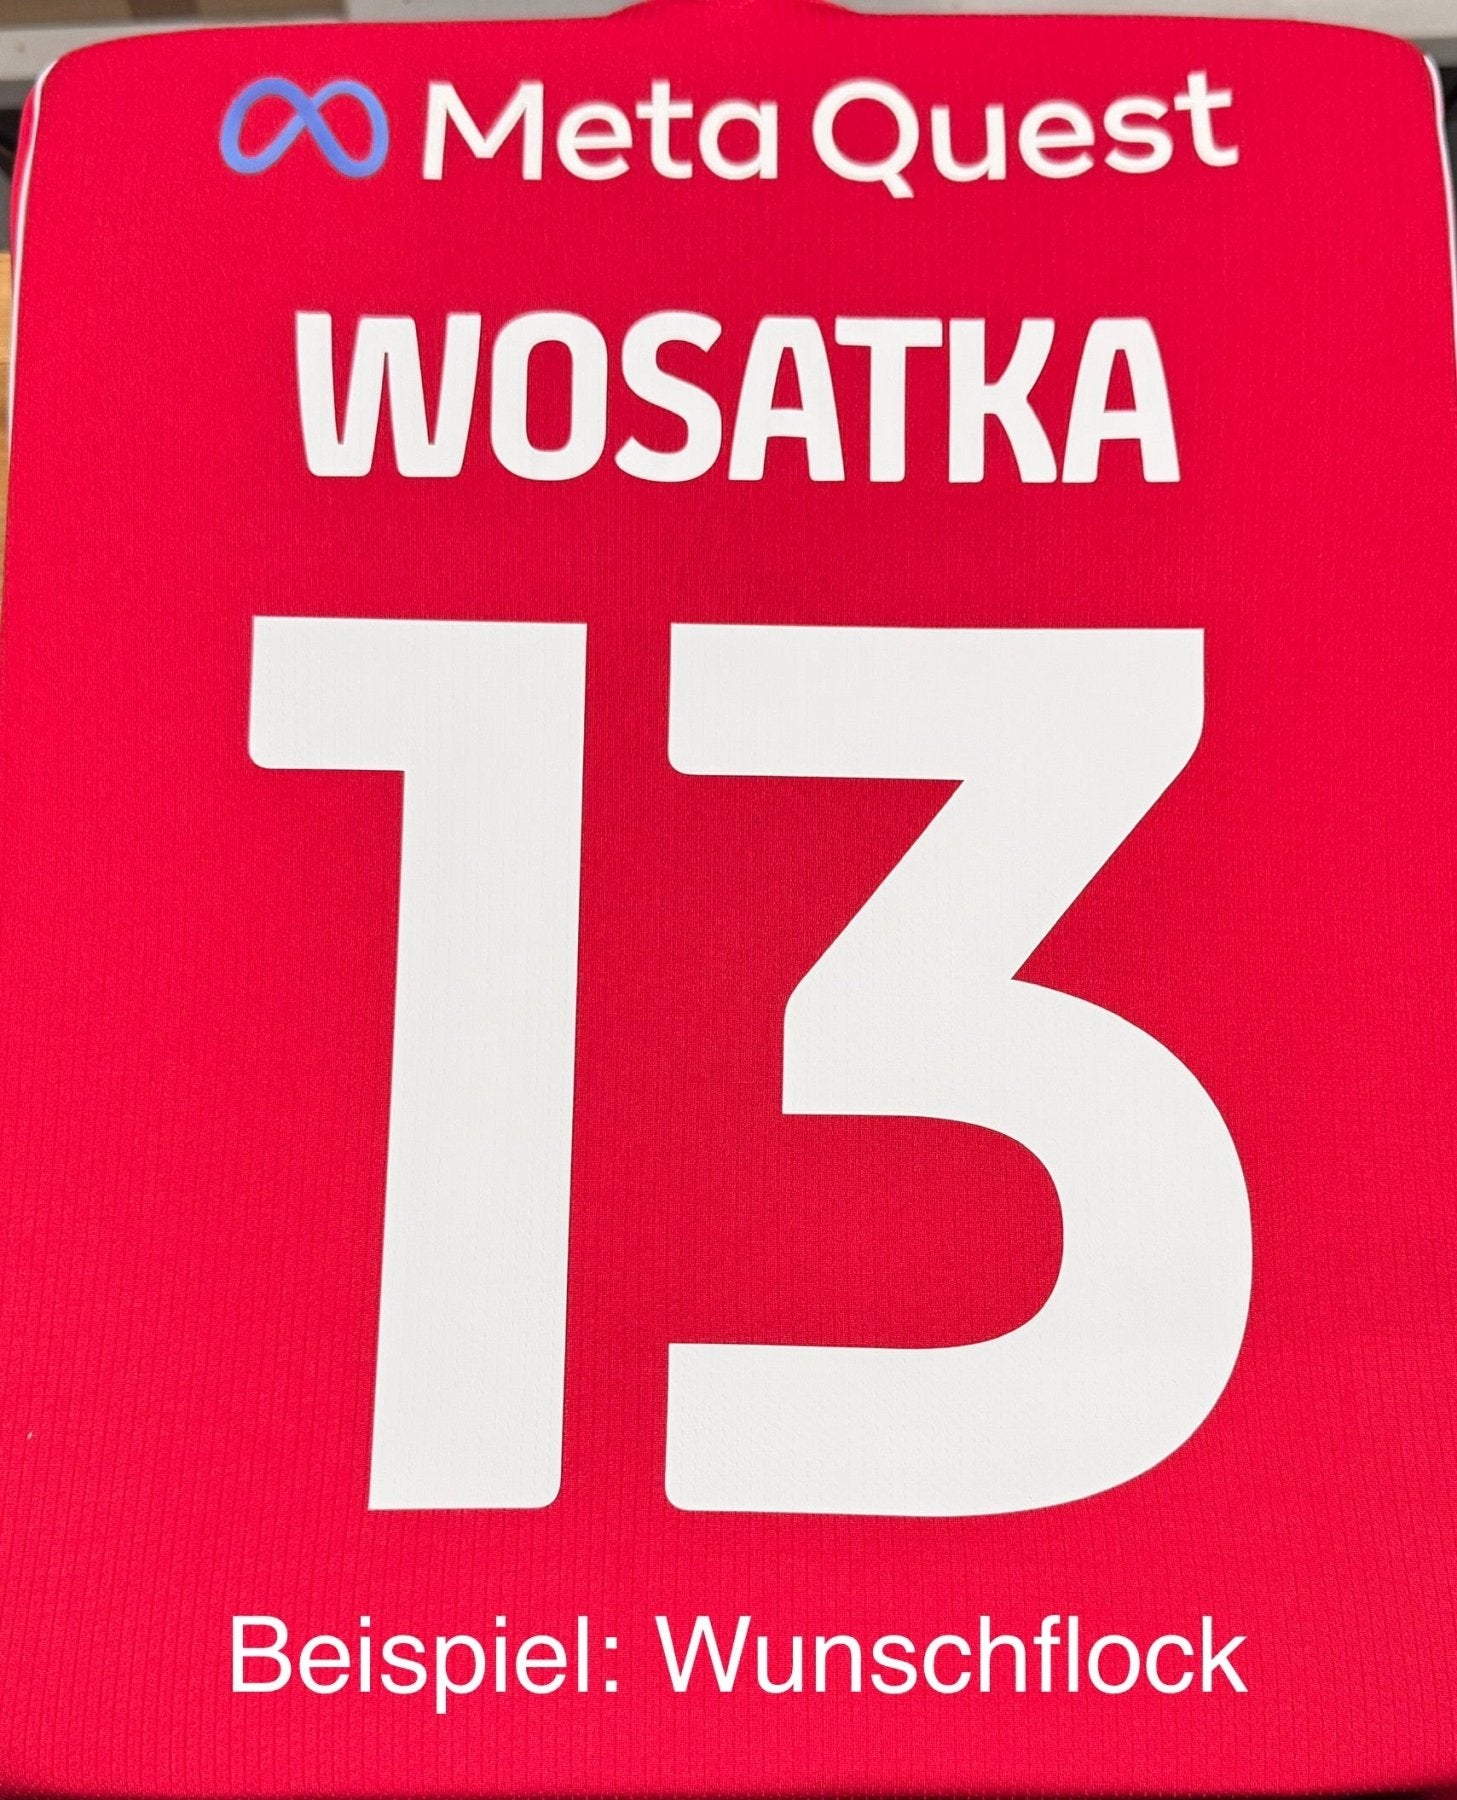 Meta Quest
WOSATKA
13
Beispiel: Wunschflock